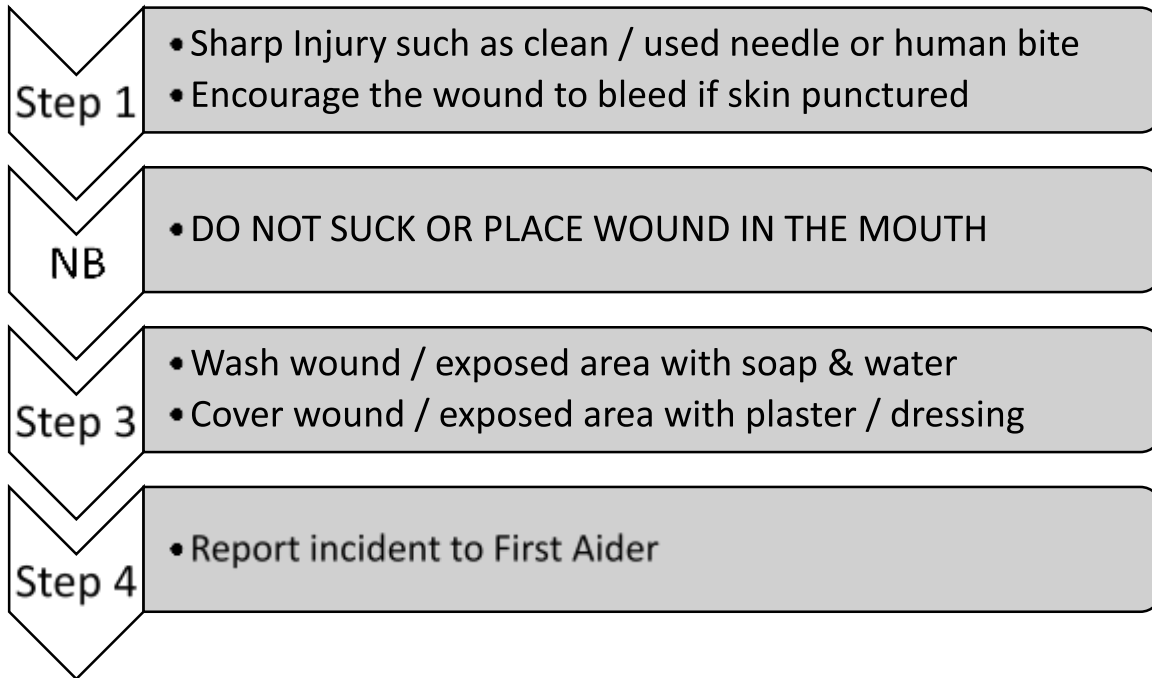 Step 1
• Sharp Injury such as clean / used needle or human bite
• Encourage the wound to bleed if skin punctured
NB
• DO NOT SUCK OR PLACE WOUND IN THE MOUTH
Step 3
• Wash wound / exposed area with soap & water
• Cover wound / exposed area with plaster / dressing
Step 4
• Report incident to First Aider